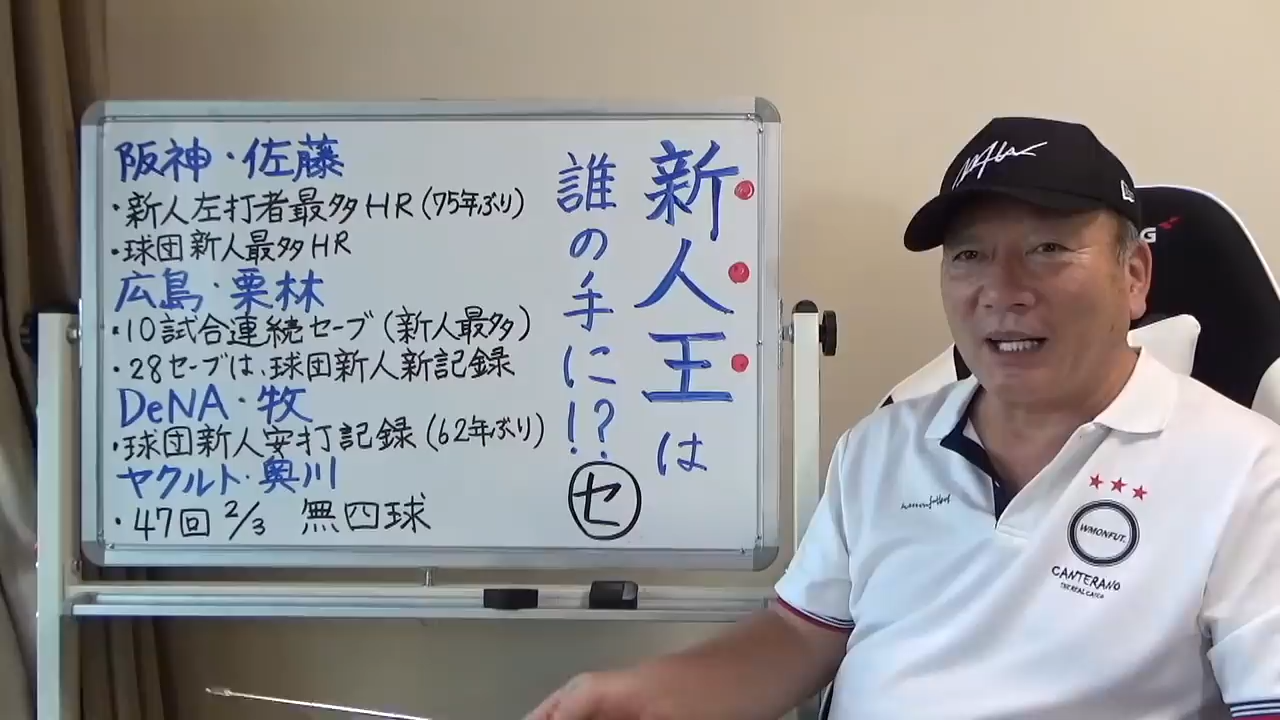 新人王は
誰の手に!?
セ
阪神・佐藤
・新人左打者最多HR(75年ぶり)
・球団新人最多HR
広島・栗林
・10試合連続セーブ(新人最多)
・28セーブは、球団新人新記録
DeNA・牧
・球団新人安打記録(62年ぶり)
ヤクルト・奥川
・47回 2/3 無四球
WMONFUT.
CANTERANO
THE REAL CASCO
G